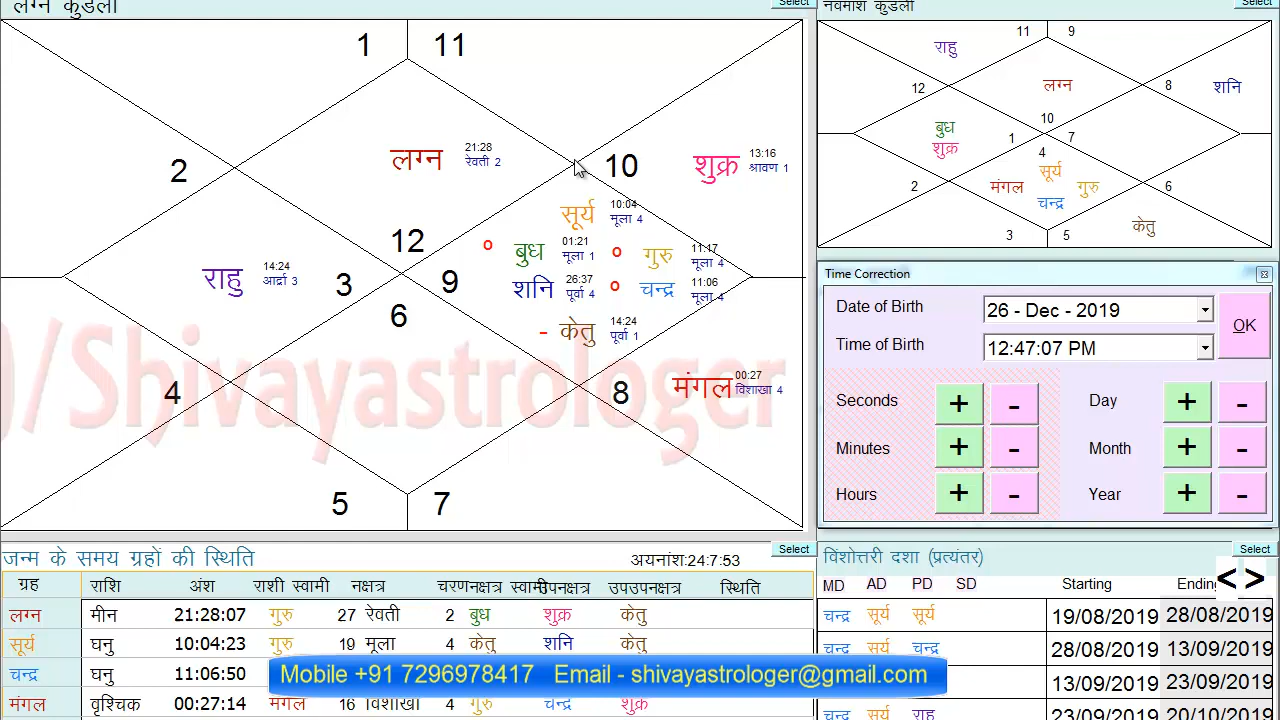 लग्न कुंडली
Select
1
11
2
लग्न
21:28
रेवती 2
10
शुक्र
13:16
श्रावण 1
सूर्य
10:04
मूला 4
12
बुध
01:21
मूला 1
गुरु
11:17
मूला 4
राहु
14:24
आर्द्रा 3
3
9
शनि
26:37
पूर्वा 4
चन्द्र
11:06
मूला 4
6
- केतु
14:24
पूर्वा 1
4
8
मंगल
00:27
विशाखा 4
)/Shivayastrologer
5
7
नवमांश कुंडली
Select
राहु
11
9
12
लग्न
8
शनि
बुध
शुक्र
10
1
7
4
सूर्य
2
मंगल
गुरु
6
चन्द्र
3
5
केतु
Time Correction
Date of Birth
26 - Dec - 2019
OK
Time of Birth
12:47:07 PM
Seconds + - Day + -
Minutes + - Month + -
Hours + - Year + -
जन्म के समय ग्रहों की स्थिति
अयनांश:24:7:53
Select
ग्रह राशि अंश राशी स्वामी नक्षत्र चरण नक्षत्र स्वामी उपनक्षत्र उपउपनक्षत्र स्थिति
लग्न मीन 21:28:07 गुरु 27 रेवती 2 बुध शुक्र केतु
सूर्य धनु 10:04:23 गुरु 19 मूला 4 केतु शनि केतु
चन्द्र धनु 11:06:50
मंगल वृश्चिक 00:27:14 मंगल 16 विशाखा 4 गुरु चन्द्र शुक्र
Mobile +91 7296978417 Email - shivayastrologer@gmail.com
विंशोत्तरी दशा (प्रत्यंतर)
Select
MD AD PD SD Starting Ending
< >
चन्द्र सूर्य सूर्य 19/08/2019 28/08/2019
चन्द्र सूर्य चन्द्र 28/08/2019 13/09/2019
13/09/2019 23/09/2019
चन्द्र सूर्य राहु 23/09/2019 20/10/2019